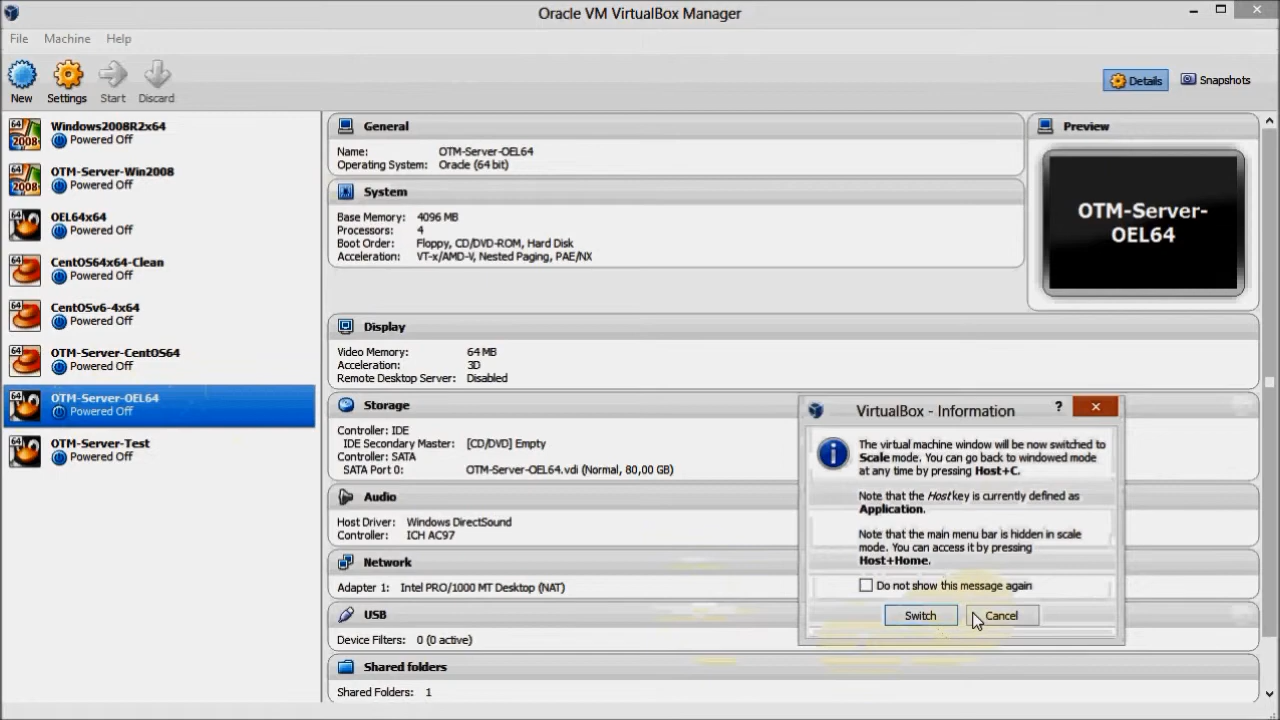 Oracle VM VirtualBox Manager
File Machine Help
New Settings Start Discard
Details Snapshots
64 2008 Windows2008R2x64
Powered Off
64 2008 OTM-Server-Win2008
Powered Off
64 OEL64x64
Powered Off
64 CentOS64x64-Clean
Powered Off
64 CentOSv6-4x64
Powered Off
64 OTM-Server-CentOS64
Powered Off
64 OTM-Server-OEL64
Powered Off
64 OTM-Server-Test
Powered Off
General
Name: OTM-Server-OEL64
Operating System: Oracle (64 bit)
System
Base Memory: 4096 MB
Processors: 4
Boot Order: Floppy, CD/DVD-ROM, Hard Disk
Acceleration: VT-x/AMD-V, Nested Paging, PAE/NX
Preview
OTM-Server-
OEL64
Display
Video Memory: 64 MB
Acceleration: 3D
Remote Desktop Server: Disabled
Storage
Controller: IDE
IDE Secondary Master: [CD/DVD] Empty
Controller: SATA
SATA Port 0: OTM-Server-OEL64.vdi (Normal, 80,00 GB)
Audio
Host Driver: Windows DirectSound
Controller: ICH AC97
Network
Adapter 1: Intel PRO/1000 MT Desktop (NAT)
USB
Device Filters: 0 (0 active)
Shared folders
Shared Folders: 1
VirtualBox - Information ?
The virtual machine window will be now switched to
Scale mode. You can go back to windowed mode
at any time by pressing Host+C.
Note that the Host key is currently defined as
Application.
Note that the main menu bar is hidden in scale
mode. You can access it by pressing
Host+Home.
Do not show this message again
Switch Cancel